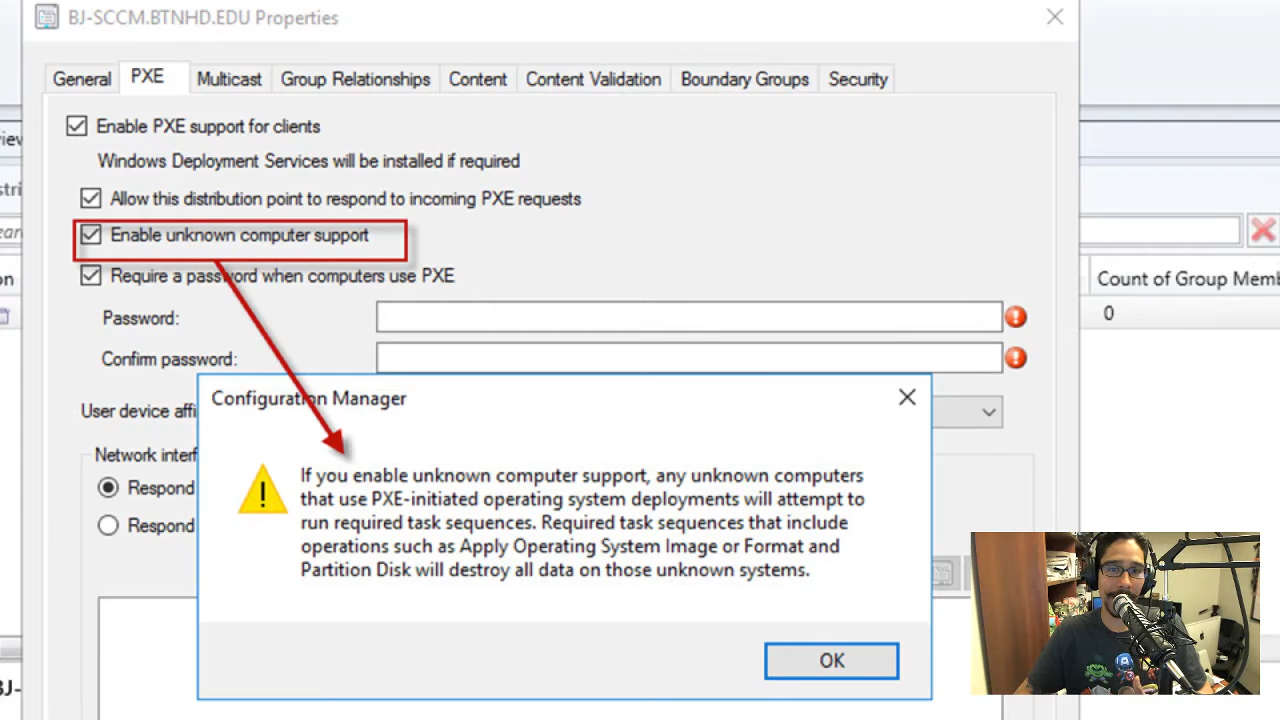 BJ-SCCM.BTNHD.EDU Properties
General PXE Multicast Group Relationships Content Content Validation Boundary Groups Security
Enable PXE support for clients
Windows Deployment Services will be installed if required
Allow this distribution point to respond to incoming PXE requests
Enable unknown computer support
Require a password when computers use PXE
Count of Group Memb
0
Password:
Confirm password:
User device affi
Network interf
Respond
Respond
Configuration Manager
If you enable unknown computer support, any unknown computers
that use PXE-initiated operating system deployments will attempt to
run required task sequences. Required task sequences that include
operations such as Apply Operating System Image or Format and
Partition Disk will destroy all data on those unknown systems.
OK